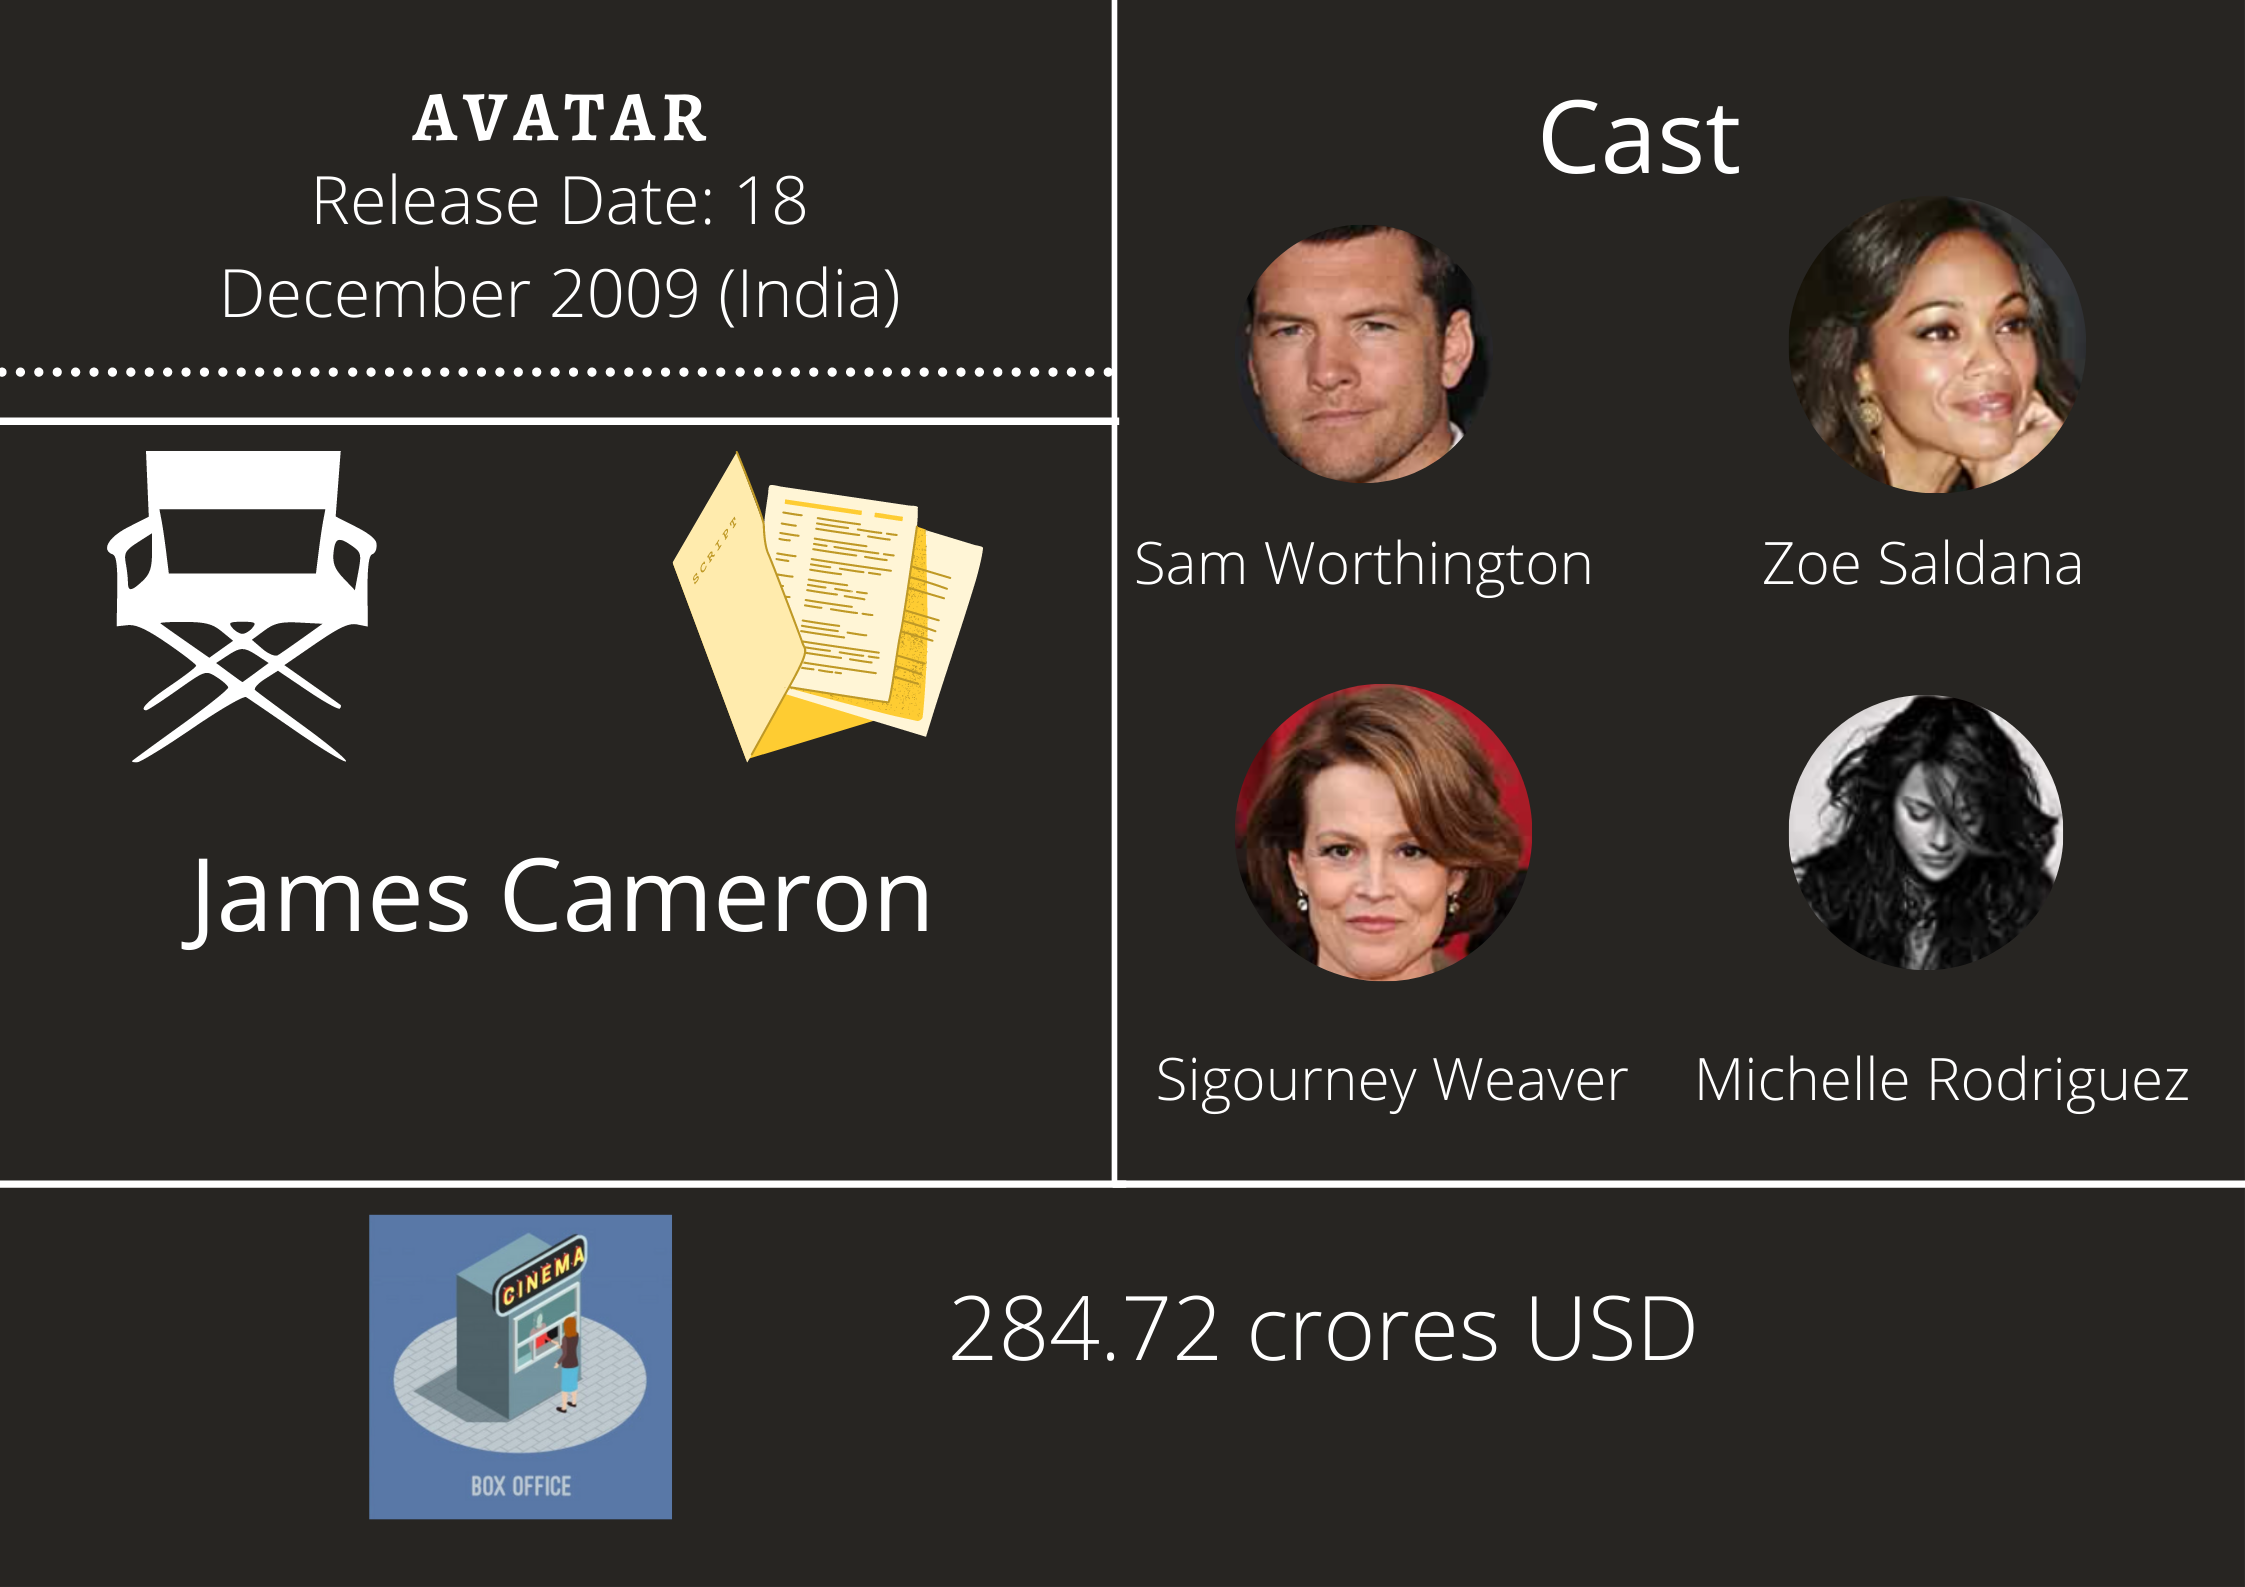 AVATAR
Release Date: 18
December 2009 (India)
SCRIPT
James Cameron
Cast
Sam Worthington
Zoe Saldana
Sigourney Weaver
Michelle Rodriguez
CINEMA
BOX OFFICE
284.72 crores USD